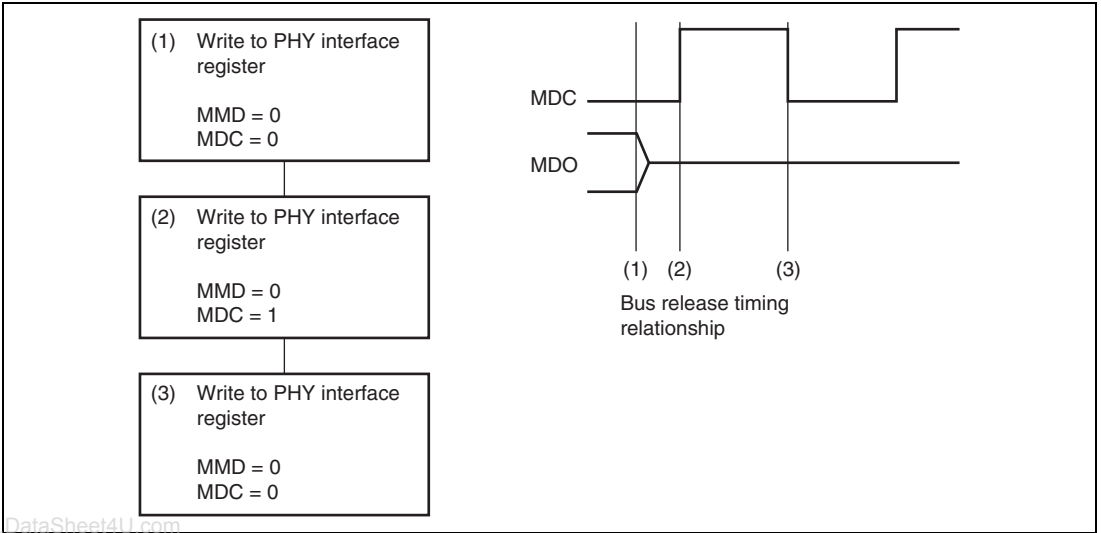 (1) Write to PHY interface
register
MMD = 0
MDC = 0
(2) Write to PHY interface
register
MMD = 0
MDC = 1
(3) Write to PHY interface
register
MMD = 0
MDC = 0
MDC
MDO
(1) (2) (3)
Bus release timing
relationship
DataSheet4U.com